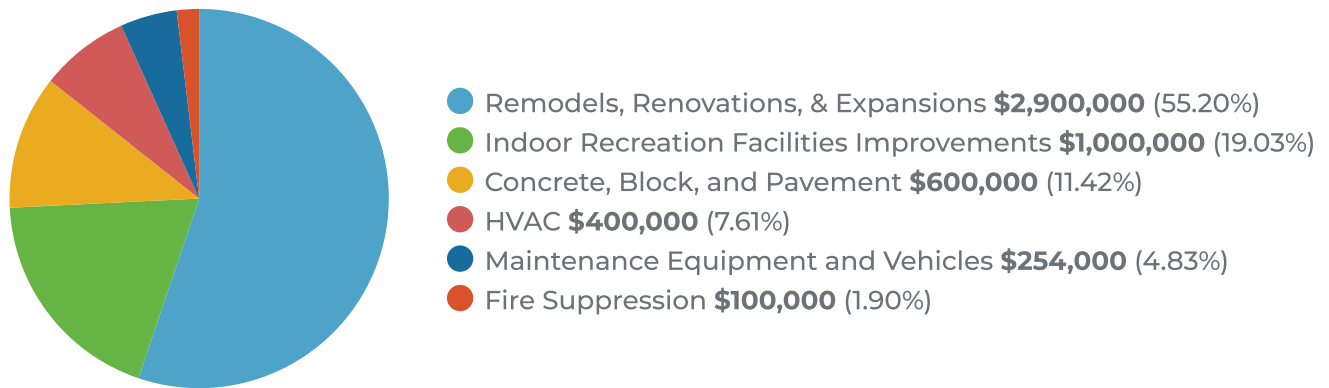 Remodels, Renovations, & Expansions $2,900,000 (55.20%)
Indoor Recreation Facilities Improvements $1,000,000 (19.03%)
Concrete, Block, and Pavement $600,000 (11.42%)
HVAC $400,000 (7.61%)
Maintenance Equipment and Vehicles $254,000 (4.83%)
Fire Suppression $100,000 (1.90%)